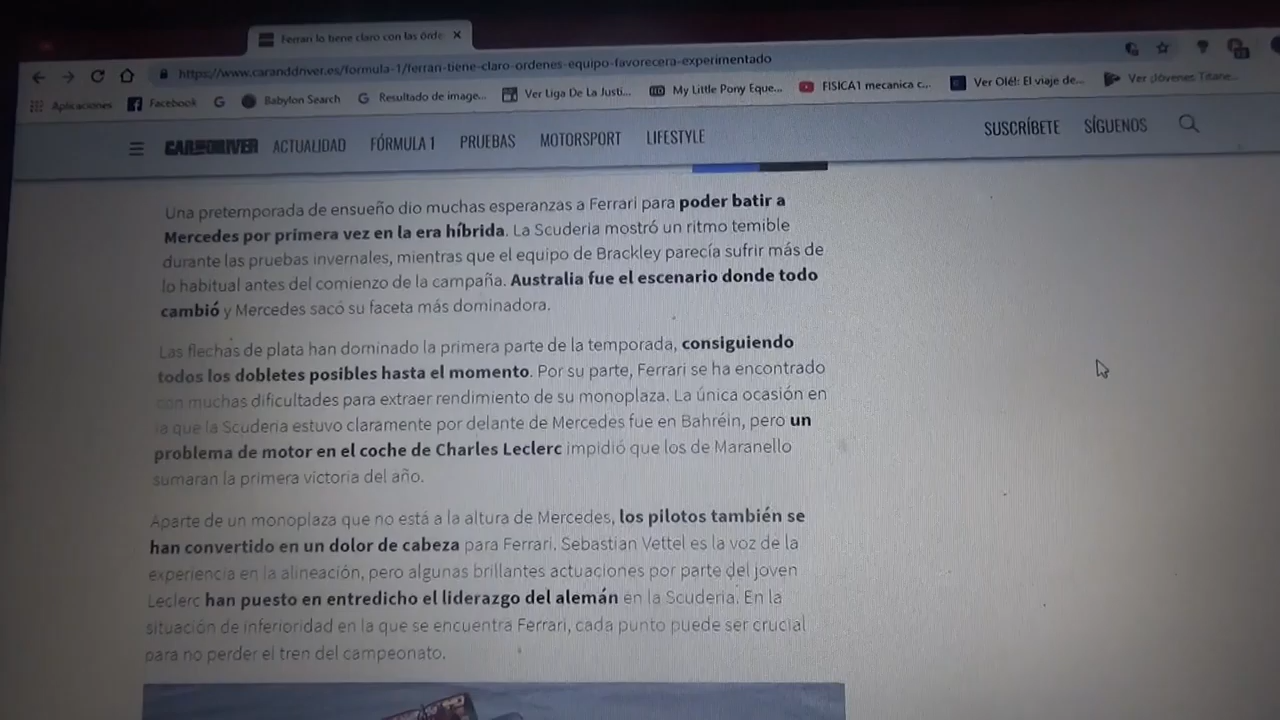 Ferran lo tiene claro con las órde
https://www.caranddriver.es/formula-1/ferran-tiene-claro-ordenes-equipo-favorecera-experimentado
Aplicaciones Facebook Babylon Search Resultado de image... Ver Liga De La Justi... My Little Pony Eque... FISICA1 mecanica c... Ver Olé!: El viaje de... Ver Jóvenes Titane...
CAR AND DRIVER ACTUALIDAD FÓRMULA 1 PRUEBAS MOTORSPORT LIFESTYLE SUSCRÍBETE SÍGUENOS
Una pretemporada de ensueño dio muchas esperanzas a Ferrari para poder batir a
Mercedes por primera vez en la era híbrida. La Scuderia mostró un ritmo temible
durante las pruebas invernales, mientras que el equipo de Brackley parecía sufrir más de
lo habitual antes del comienzo de la campaña. Australia fue el escenario donde todo
cambió y Mercedes sacó su faceta más dominadora.
Las flechas de plata han dominado la primera parte de la temporada, consiguiendo
todos los dobletes posibles hasta el momento. Por su parte, Ferrari se ha encontrado
con muchas dificultades para extraer rendimiento de su monoplaza. La única ocasión en
la que la Scuderia estuvo claramente por delante de Mercedes fue en Bahréin, pero un
problema de motor en el coche de Charles Leclerc impidió que los de Maranello
sumaran la primera victoria del año.
Aparte de un monoplaza que no está a la altura de Mercedes, los pilotos también se
han convertido en un dolor de cabeza para Ferrari. Sebastian Vettel es la voz de la
experiencia en la alineación, pero algunas brillantes actuaciones por parte del joven
Leclerc han puesto en entredicho el liderazgo del alemán en la Scuderia. En la
situación de inferioridad en la que se encuentra Ferrari, cada punto puede ser crucial
para no perder el tren del campeonato.